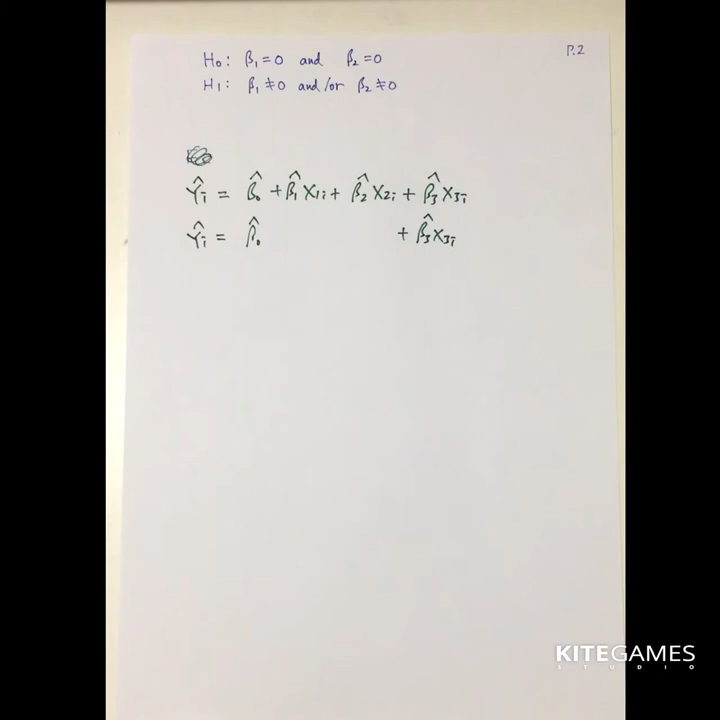 P.2
H₀: β₁ = 0 and β₂ = 0
H₁: β₁ ≠ 0 and/or β₂ ≠ 0
Ŷᵢ = β̂₀ + β̂₁X₁ᵢ + β̂₂X₂ᵢ + β̂₃X₃ᵢ
Ŷᵢ = β̂₀ + β̂₃X₃ᵢ
KITEGAMES
STUDIO